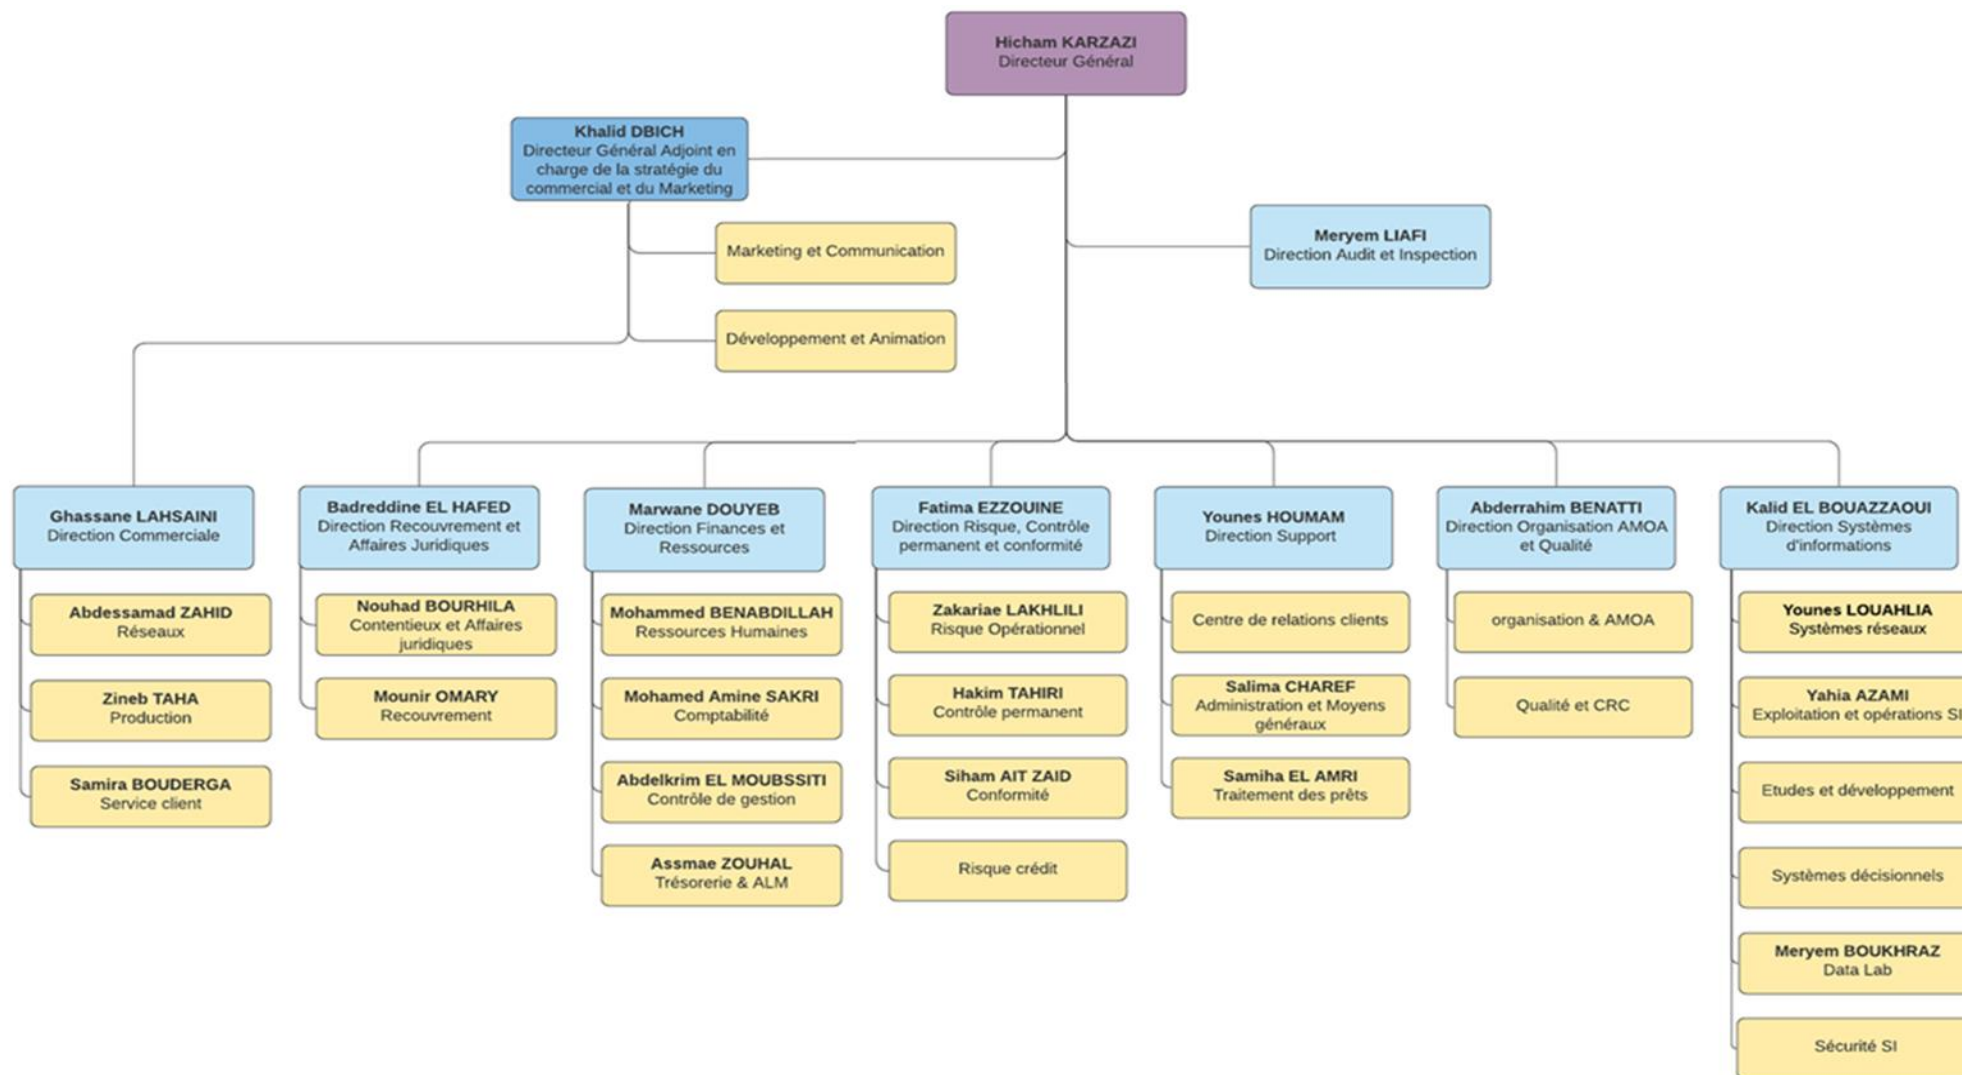 Hicham KARZAZI
Directeur Général
Khalid DBICH
Directeur Général Adjoint en
charge de la stratégie du
commercial et du Marketing
Marketing et Communication
Développement et Animation
Meryem LIAFI
Direction Audit et Inspection
Ghassane LAHSAINI
Direction Commerciale
Abdessamad ZAHID
Réseaux
Zineb TAHA
Production
Samira BOUDERGA
Service client
Badreddine EL HAFED
Direction Recouvrement et
Affaires Juridiques
Nouhad BOURHILA
Contentieux et Affaires
juridiques
Mounir OMARY
Recouvrement
Marwane DOUYEB
Direction Finances et
Ressources
Mohammed BENABDILLAH
Ressources Humaines
Mohamed Amine SAKRI
Comptabilité
Abdelkrim EL MOUBSSITI
Contrôle de gestion
Assmae ZOUHAL
Trésorerie & ALM
Fatima EZZOUINE
Direction Risque, Contrôle
permanent et conformité
Zakariae LAKHLILI
Risque Opérationnel
Hakim TAHIRI
Contrôle permanent
Siham AIT ZAID
Conformité
Risque crédit
Younes HOUMAM
Direction Support
Centre de relations clients
Salima CHAREF
Administration et Moyens
généraux
Samiha EL AMRI
Traitement des prêts
Abderrahim BENATTI
Direction Organisation AMOA
et Qualité
organisation & AMOA
Qualité et CRC
Kalid EL BOUAZZAOUI
Direction Systèmes
d'informations
Younes LOUAHLIA
Systèmes réseaux
Yahia AZAMI
Exploitation et opérations SI
Etudes et développement
Systèmes décisionnels
Meryem BOUKHRAZ
Data Lab
Sécurité SI